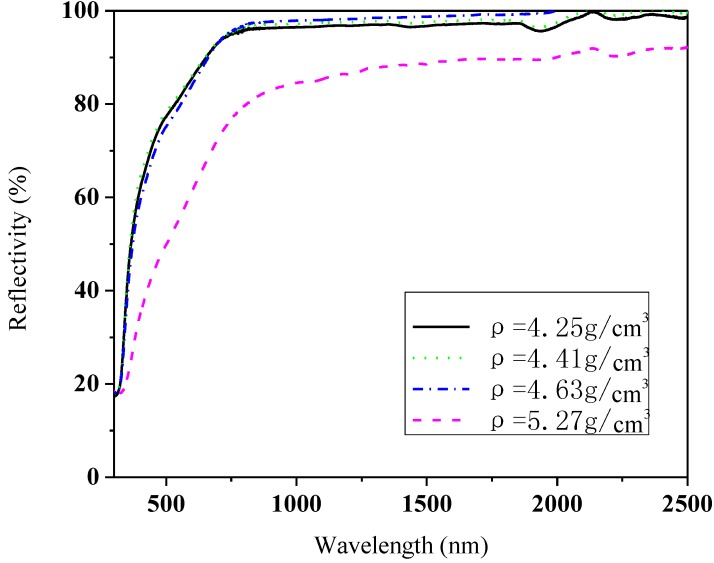 100
80
60
40
20
0
Reflectivity (%)
ρ=4.25g/cm³
ρ=4.41g/cm³
ρ=4.63g/cm³
ρ=5.27g/cm³
500 1000 1500 2000 2500
Wavelength (nm)